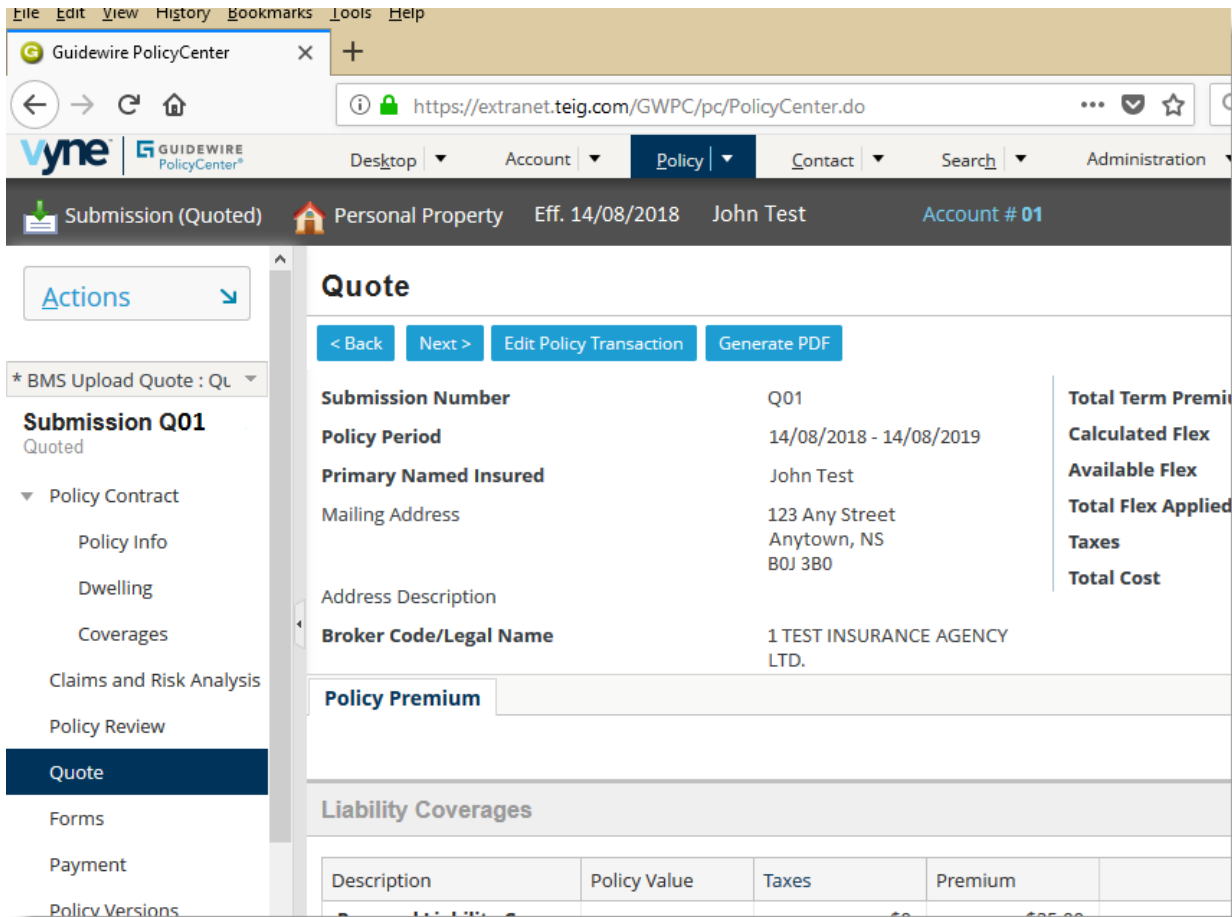 File Edit View History Bookmarks Tools Help
Guidewire PolicyCenter
https://extranet.teig.com/GWPC/pc/PolicyCenter.do
vyne GUIDEWIRE PolicyCenter® Desktop Account Policy Contact Search Administration
Submission (Quoted) Personal Property Eff. 14/08/2018 John Test Account # 01
Actions
* BMS Upload Quote : Qu
Submission Q01
Quoted
Policy Contract
Policy Info
Dwelling
Coverages
Claims and Risk Analysis
Policy Review
Quote
Forms
Payment
Policy Versions
Quote
< Back Next > Edit Policy Transaction Generate PDF
Submission Number Q01
Policy Period 14/08/2018 - 14/08/2019
Primary Named Insured John Test
Mailing Address 123 Any Street
Anytown, NS
B0J 3B0
Address Description
Broker Code/Legal Name 1 TEST INSURANCE AGENCY
LTD.
Total Term Premiu
Calculated Flex
Available Flex
Total Flex Applied
Taxes
Total Cost
Policy Premium
Liability Coverages
Description Policy Value Taxes Premium